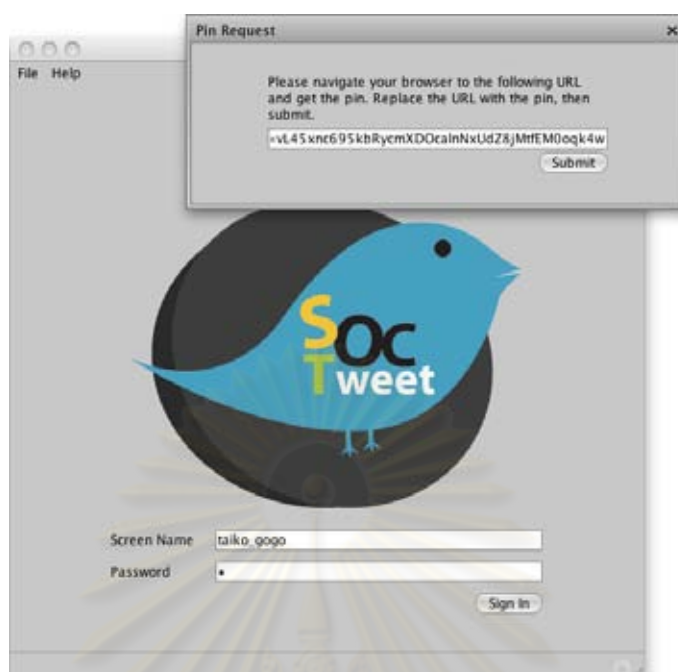 Pin Request
File Help
Please navigate your browser to the following URL
and get the pin. Replace the URL with the pin, then
submit.
=vL45xnc695kbRycmXDOcaInNxUdZ8jMtfEM0oqk4w
Submit
SOC
Tweet
Screen Name taiko_gogo
Password •
Sign In